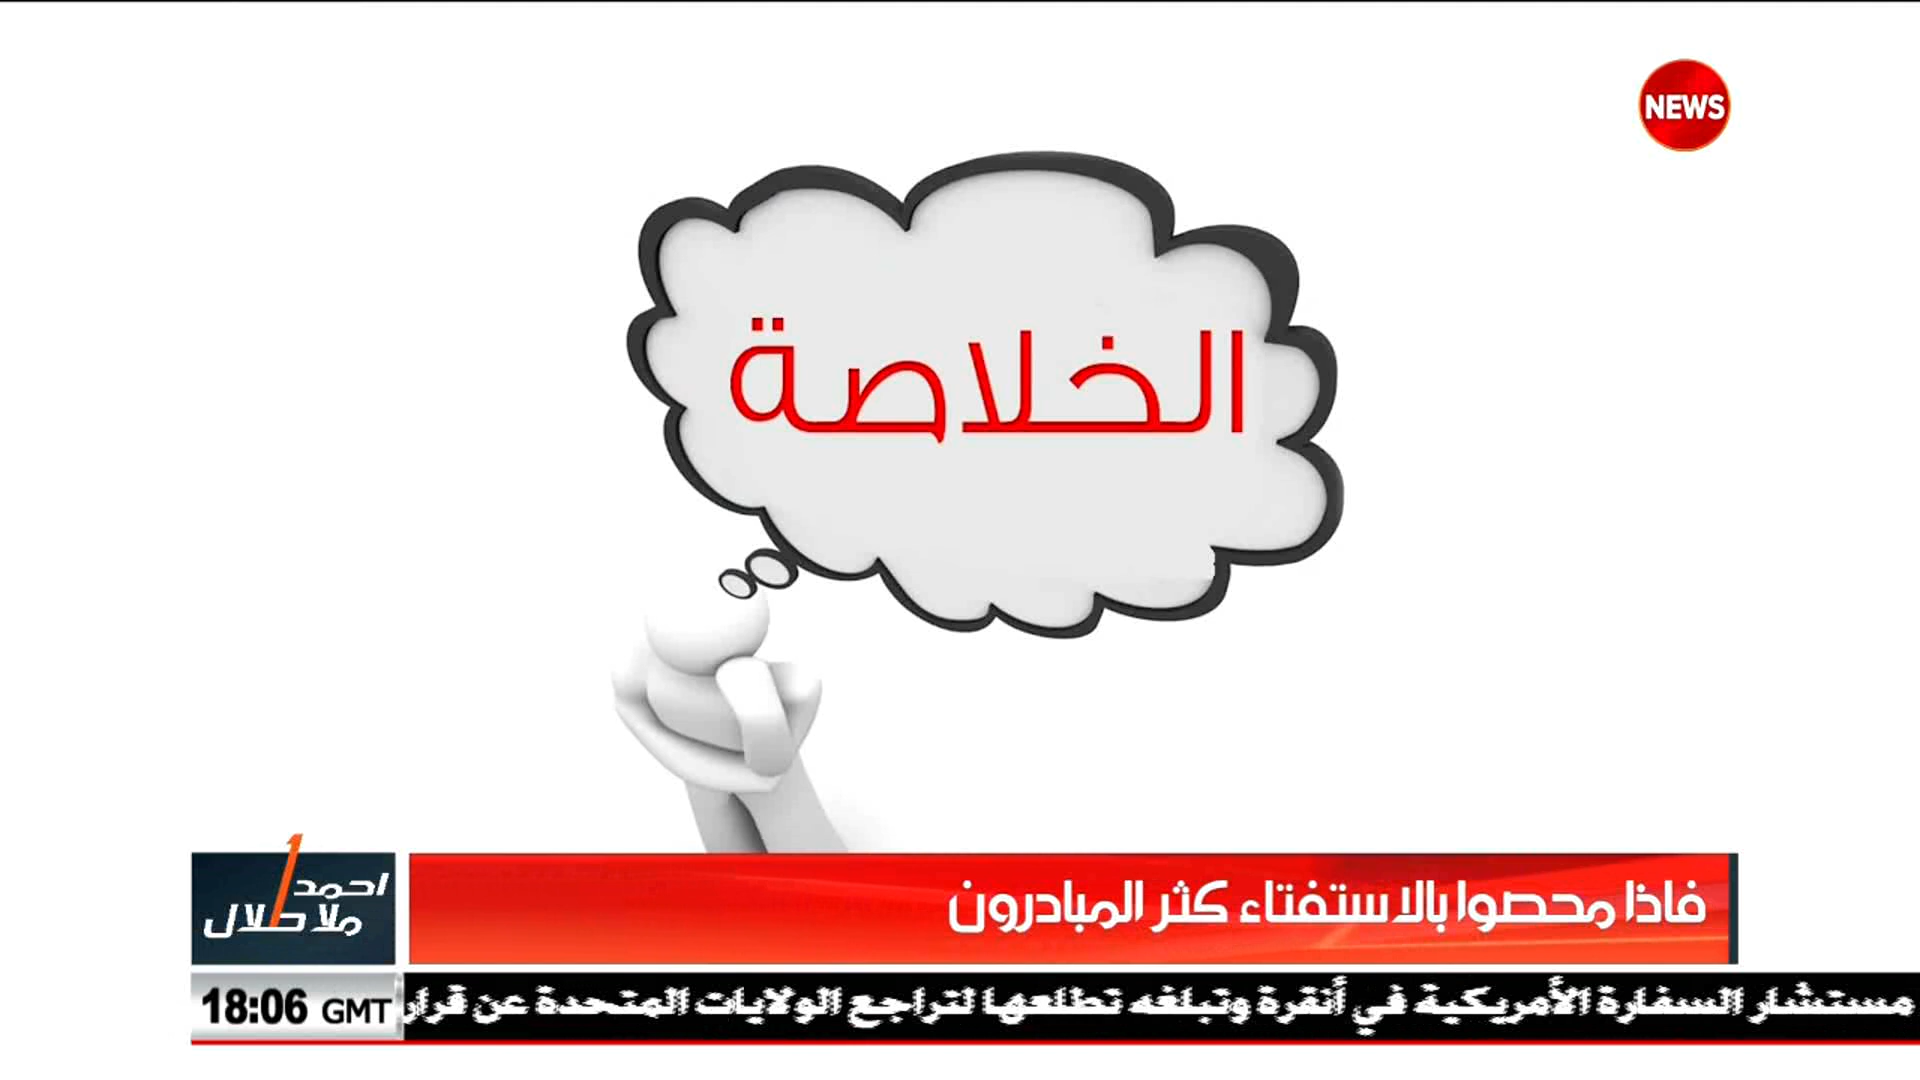 NEWS
الخلاصة
فاذا محصوا بالاستفتاء كثر المبادرون
احمد
ملا طلال
18:06 GMT
مستشار السفارة الأمريكية في أنقرة وتبلغه تطلعها لتراجع الولايات المتحدة عن قرار